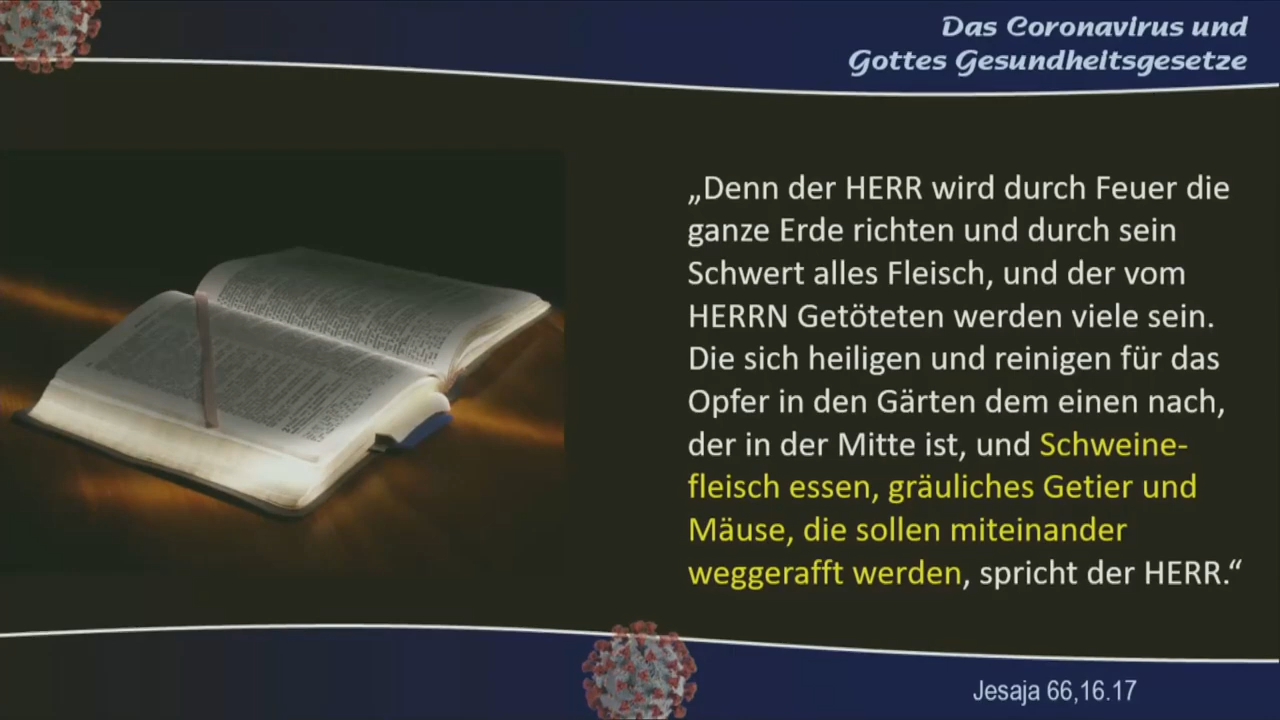 Das Coronavirus und
Gottes Gesundheitsgesetze
„Denn der HERR wird durch Feuer die
ganze Erde richten und durch sein
Schwert alles Fleisch, und der vom
HERRN Getöteten werden viele sein.
Die sich heiligen und reinigen für das
Opfer in den Gärten dem einen nach,
der in der Mitte ist, und Schweine-
fleisch essen, gräuliches Getier und
Mäuse, die sollen miteinander
weggerafft werden, spricht der HERR.“
Jesaja 66,16.17